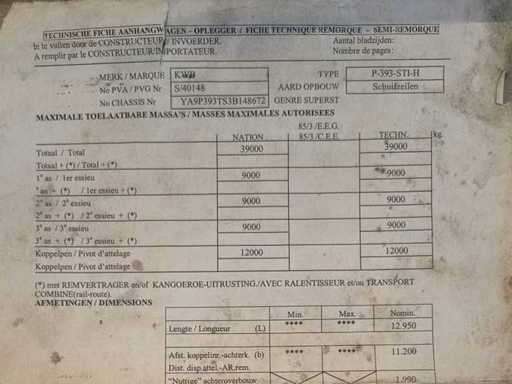 TECHNISCHE FICHE AANHANGWAGEN - OPLEGGER / FICHE TECHNIQUE REMORQUE - SEMI-REMORQUE
In te vullen door de CONSTRUCTEUR / INVOERDER. Aantal bladzijden:
A remplir par le CONSTRUCTEUR/IMPORTATEUR. Nombre de pages:
MERK / MARQUE KWB TYPE P-393-STI-H
No PVA / PVG Nr S/40148 AARD OPBOUW Schuifzeilen
No CHASSIS Nr YA9P393TS3B148672 GENRE SUPERST
MAXIMALE TOELAATBARE MASSA'S / MASSES MAXIMALES AUTORISEES
85/3 /E.E.G.
NATION. 85/3 /C.E.E. TECHN. kg
Totaal / Total 39000 39000
Totaal + (*) / Total + (*)
1e as / 1er essieu 9000 9000
1e as + (*) / 1er essieu + (*)
2e as / 2e essieu 9000 9000
2e as + (*) / 2e essieu + (*)
3e as / 3e essieu 9000 9000
3e as + (*) / 3e essieu + (*)
Koppelpen / Pivot d'attelage 12000 12000
Koppelpen / Pivot d'attelage
(*) met REMVERTRAGER en/of KANGOEROE-UITRUSTING./AVEC RALENTISSEUR et/ou TRANSPORT
COMBINE(rail-route).
AFMETINGEN / DIMENSIONS
Min. Max. Nomin.
Lengte / Longueur (L) **** **** 12.950
Afst. koppelinr.-achterk. (b) **** **** 11.200
Dist. disp.attel.-AR.rem.
"Nuttige" achteroverbouw 1.990